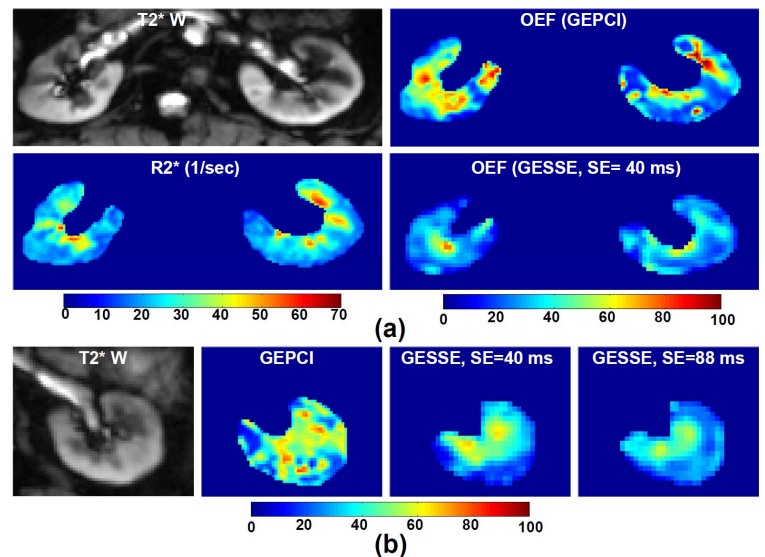 T2* W
OEF (GEPCI)
R2* (1/sec)
OEF (GESSE, SE= 40 ms)
0 10 20 30 40 50 60 70
0 20 40 60 80 100
(a)
T2* W
GEPCI
GESSE, SE=40 ms
GESSE, SE=88 ms
0 20 40 60 80 100
(b)